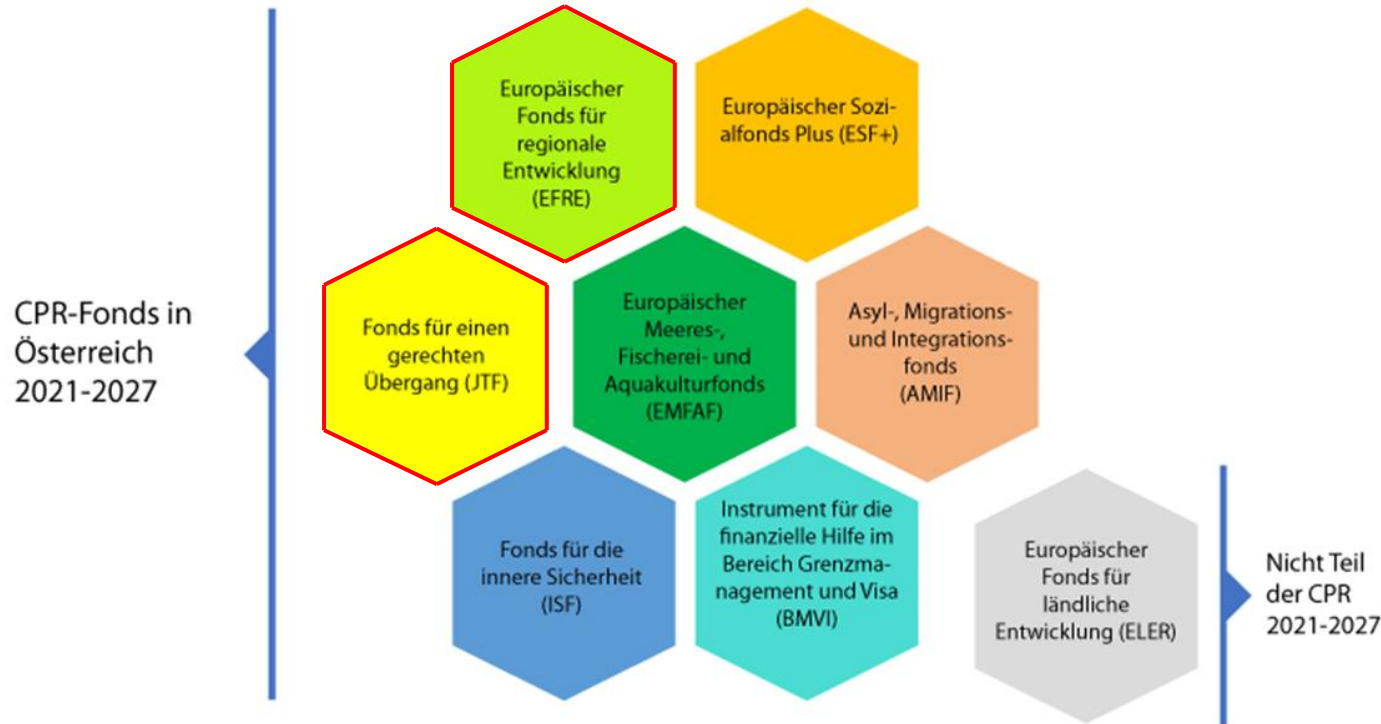 Europäischer
Fonds für
regionale
Entwicklung
(EFRE)
Europäischer Sozi-
alfonds Plus (ESF+)
CPR-Fonds in
Österreich
2021-2027
Fonds für einen
gerechten
Übergang (JTF)
Europäischer
Meeres-,
Fischerei- und
Aquakulturfonds
(EMFAF)
Asyl-, Migrations-
und Integrations-
fonds
(AMIF)
Fonds für die
innere Sicherheit
(ISF)
Instrument für die
finanzielle Hilfe im
Bereich Grenzma-
nagement und Visa
(BMVI)
Europäischer
Fonds für
ländliche
Entwicklung (ELER)
Nicht Teil
der CPR
2021-2027